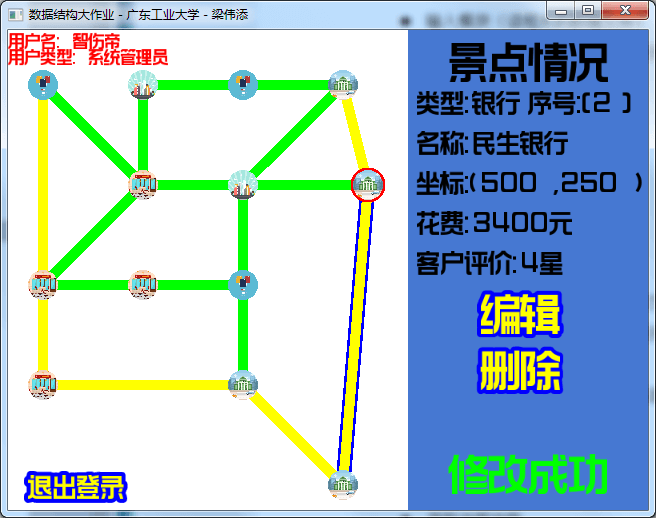 数据结构大作业 - 广东工业大学 - 梁伟添
用户名: 智伤帝
用户类型: 系统管理员
景点情况
类型:银行 序号:(2 )
名称:民生银行
坐标:(500 ,250 )
花费:3400元
客户评价:4星
编辑
删除
修改成功
退出登录